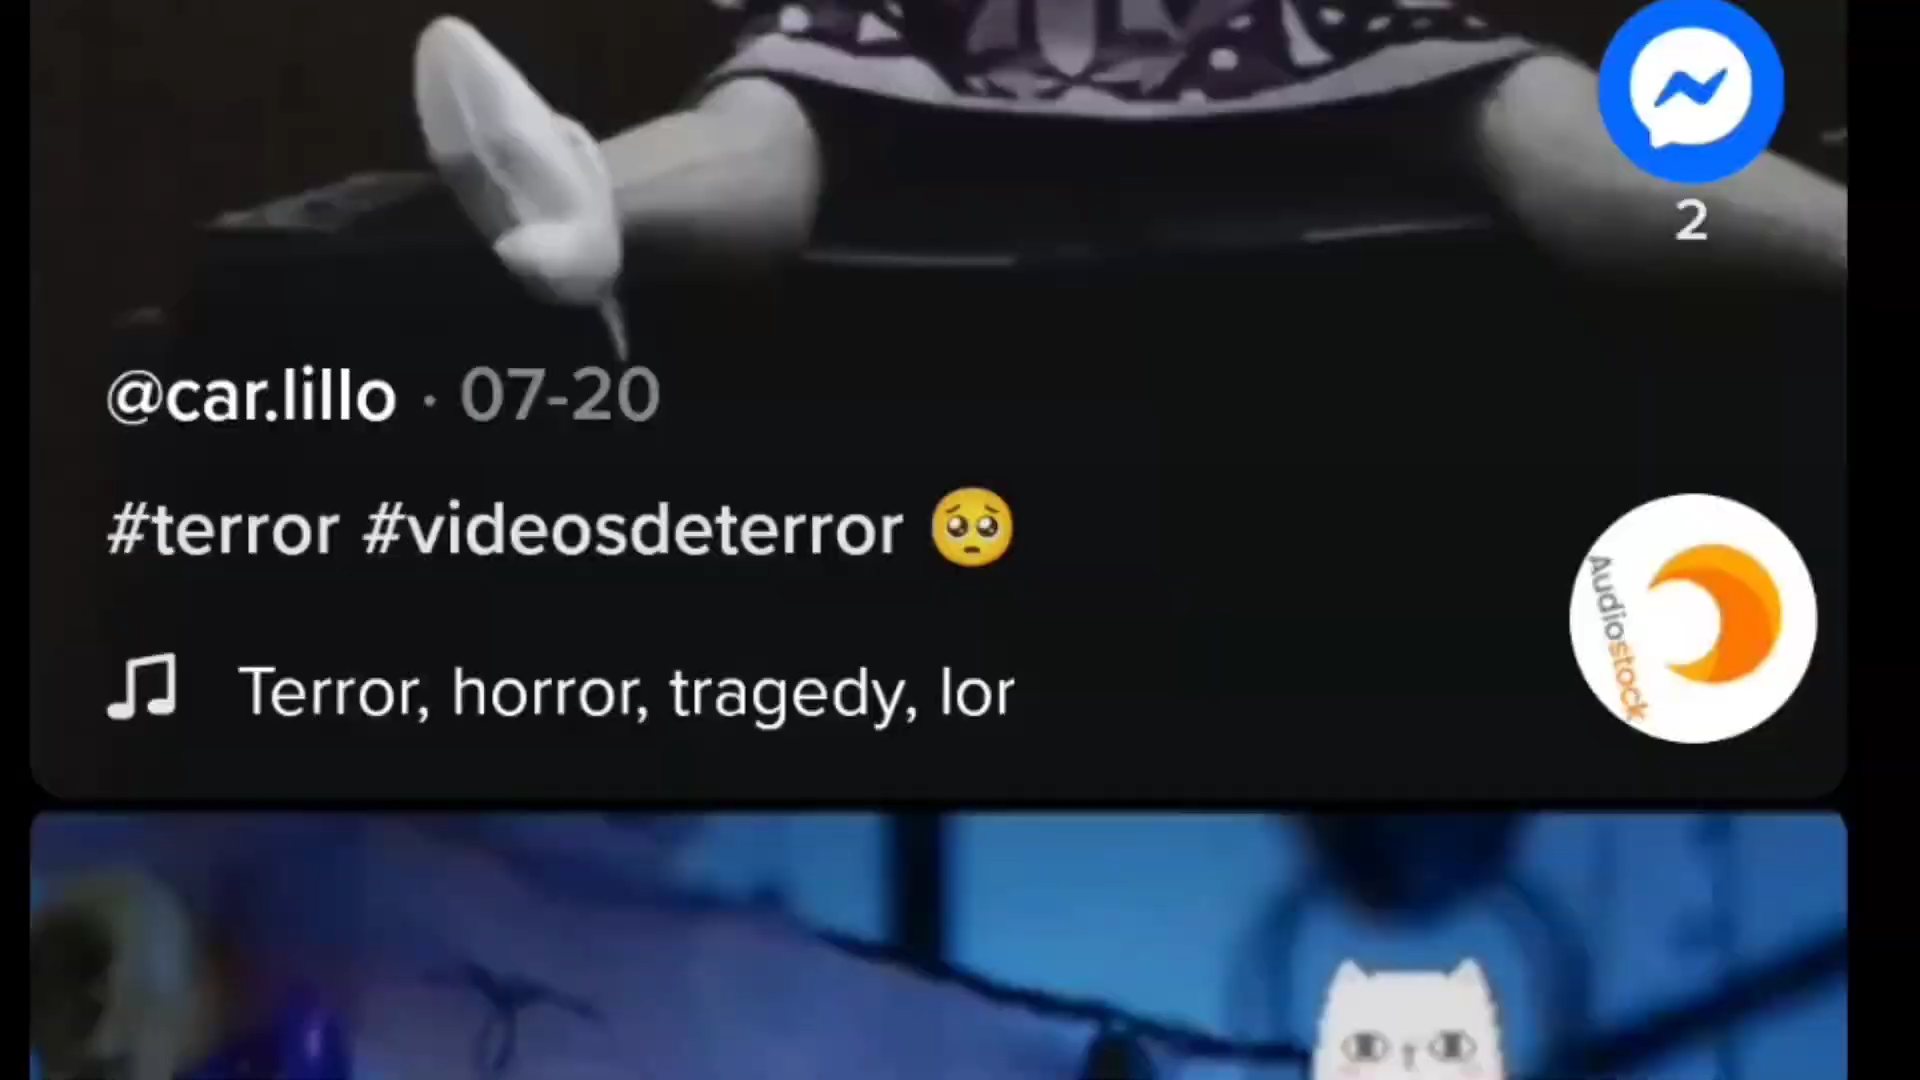 2
@car.lillo · 07-20
#terror #videosdeterror 🥺
Audiostock
Terror, horror, tragedy, lor